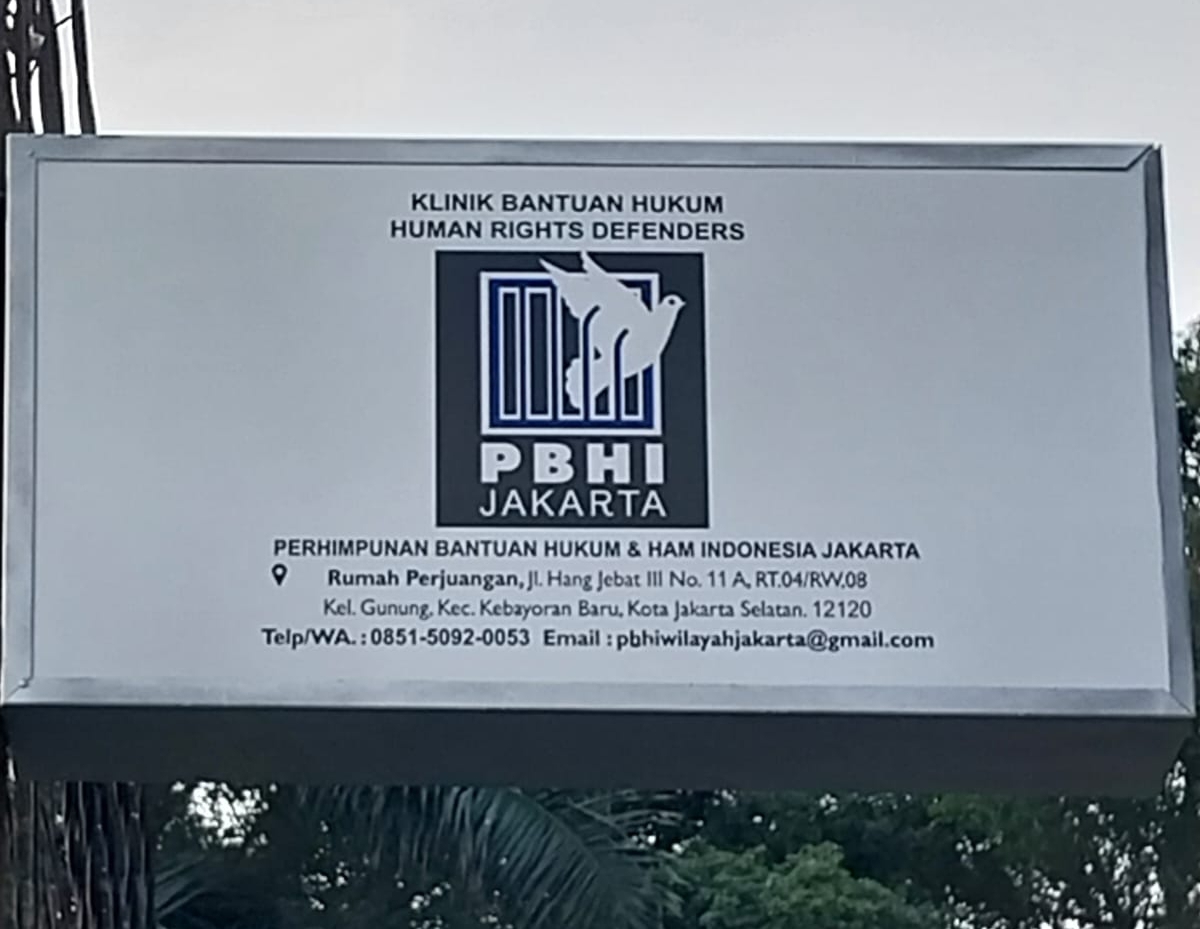 KLINIK BANTUAN HUKUM
HUMAN RIGHTS DEFENDERS
PBHI
JAKARTA
PERHIMPUNAN BANTUAN HUKUM & HAM INDONESIA JAKARTA
Rumah Perjuangan, Jl. Hang Jebat III No. 11 A, RT.04/RW.08
Kel. Gunung, Kec. Kebayoran Baru, Kota Jakarta Selatan. 12120
Telp/WA. : 0851-5092-0053 Email : pbhiwilayahjakarta@gmail.com